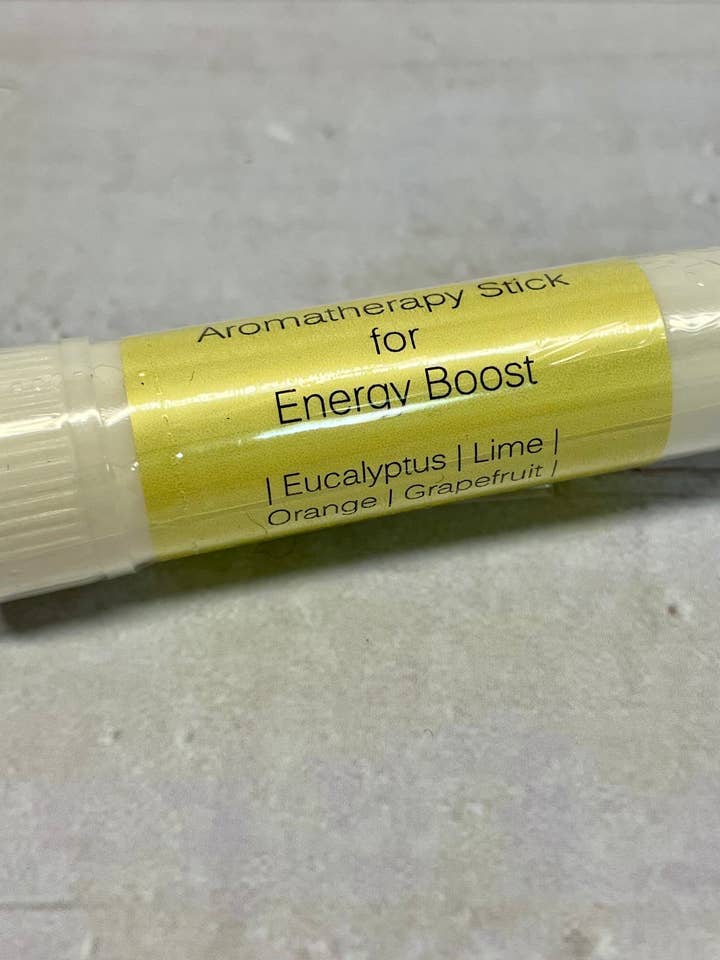 Aromatherapy Stick
for
Energy Boost
| Eucalyptus | Lime |
Orange | Grapefruit |